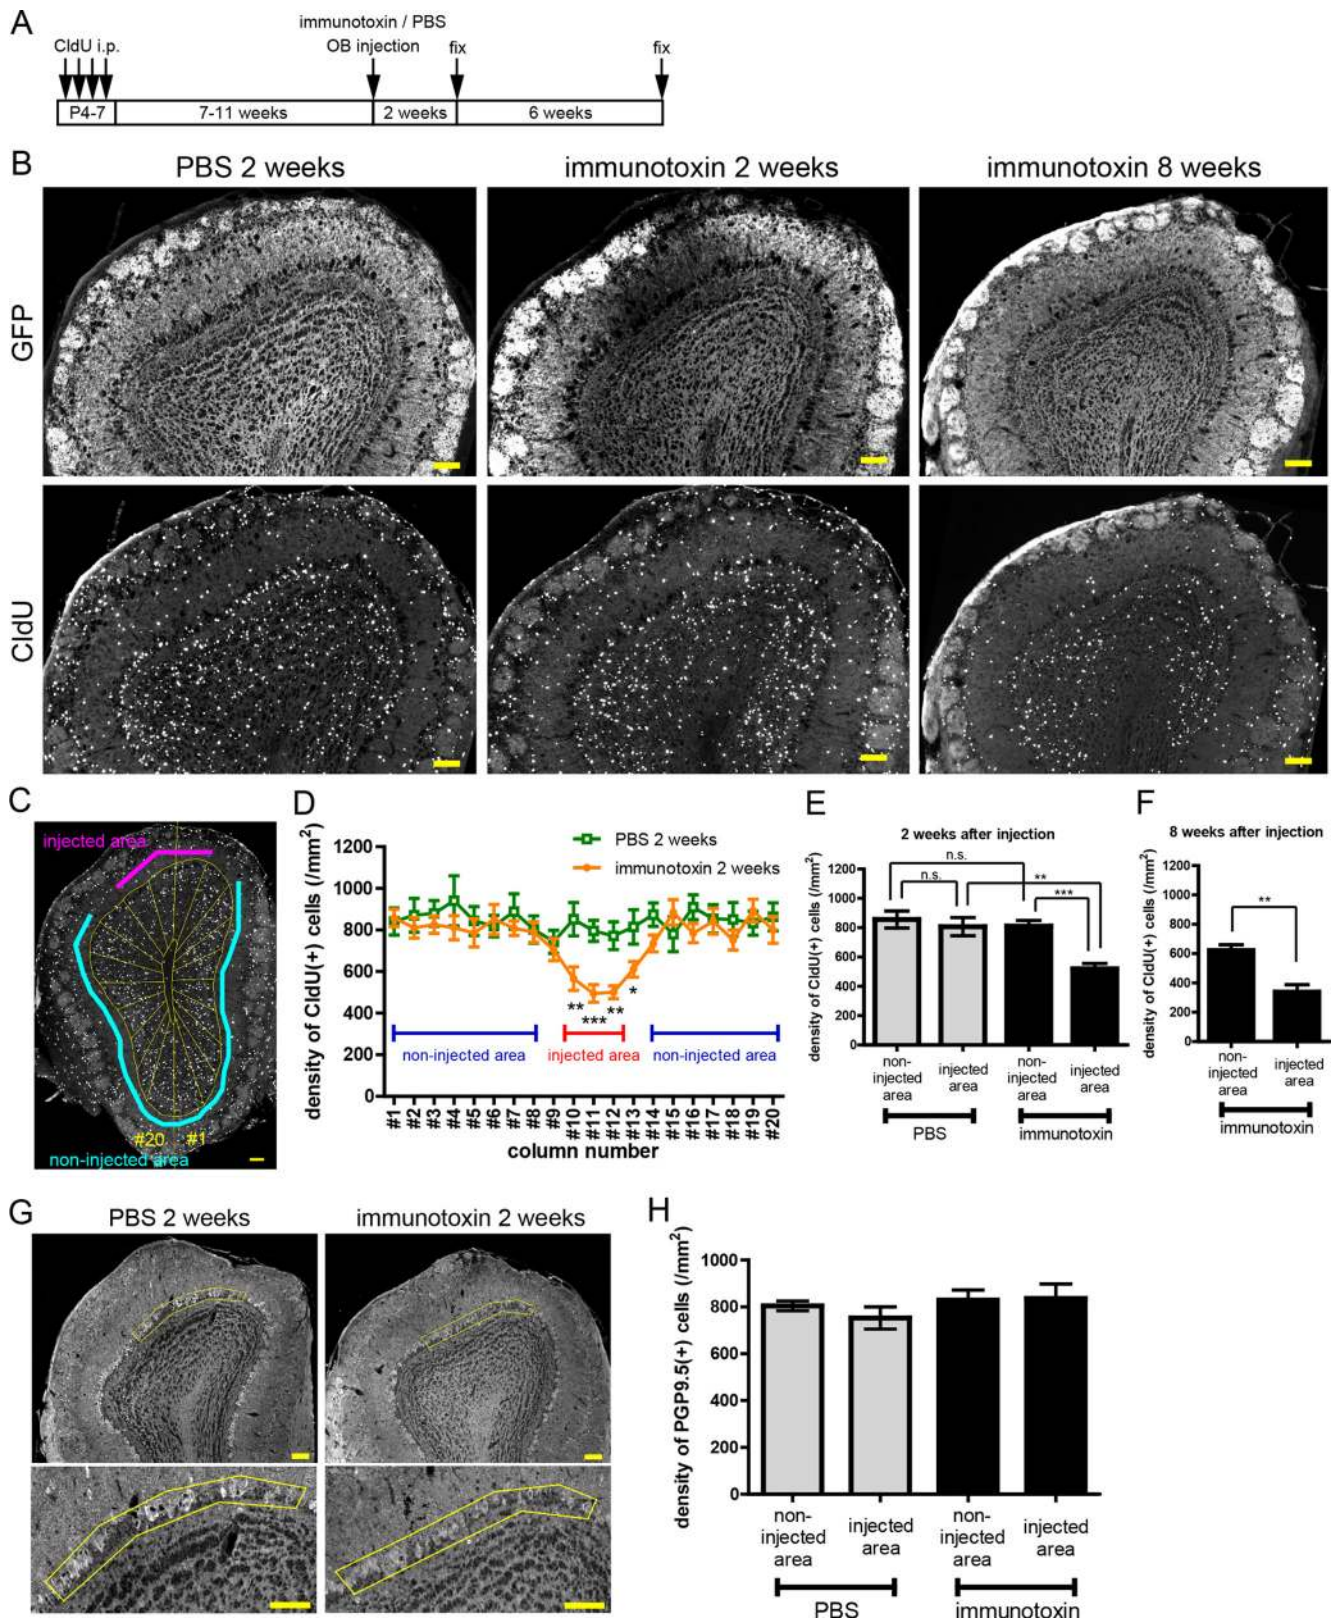 A
immunotoxin / PBS
CldU i.p.
OB injection
fix
fix
P4-7
7-11 weeks
2 weeks
6 weeks
B
PBS 2 weeks
immunotoxin 2 weeks
immunotoxin 8 weeks
GFP
CldU
C
injected area
#20
#1
non-injected area
D
density of CldU(+) cells (/mm²)
PBS 2 weeks
immunotoxin 2 weeks
1200
1000
800
600
400
200
0
**
***
**
*
non-injected area
injected area
non-injected area
#1
#2
#3
#4
#5
#6
#7
#8
#9
#10
#11
#12
#13
#14
#15
#16
#17
#18
#19
#20
column number
E
2 weeks after injection
density of CldU(+) cells (/mm²)
1200
1000
800
600
400
200
0
n.s.
n.s.
**
***
non-
injected
area
injected
area
non-
injected
area
injected
area
PBS
immunotoxin
F
8 weeks after injection
density of CldU(+) cells (/mm²)
1200
1000
800
600
400
200
0
**
non-
injected
area
injected
area
immunotoxin
G
PBS 2 weeks
immunotoxin 2 weeks
H
density of PGP9.5(+) cells (/mm²)
1000
800
600
400
200
0
non-
injected
area
injected
area
non-
injected
area
injected
area
PBS
immunotoxin